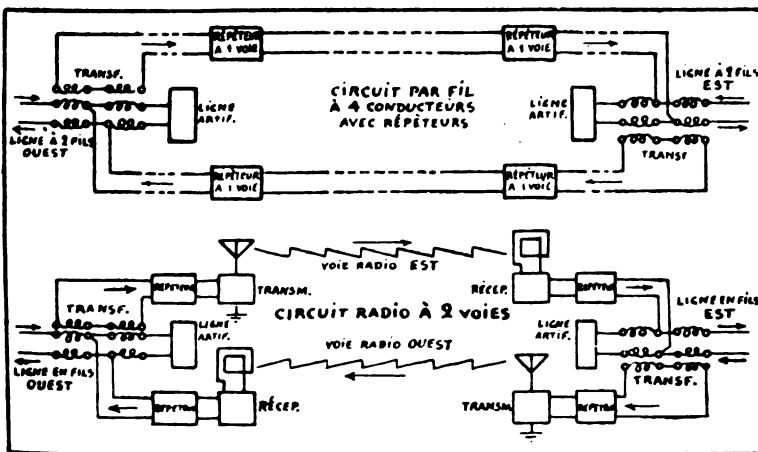 RÉPÉTEUR
À 1 VOIE
RÉPÉTEUR
À 1 VOIE
TRANSF.
LIGNE À 2 FILS
EST
CIRCUIT PAR FIL
À 4 CONDUCTEURS
AVEC RÉPÉTEURS
LIGNE
ARTIF.
LIGNE
ARTIF.
LIGNE À 2 FILS
OUEST
TRANSF
RÉPÉTEUR
À 1 VOIE
RÉPÉTEUR
À 1 VOIE
VOIE RADIO EST
RÉPÉTEUR
TRANSM.
RÉCEP.
RÉPÉTEUR
TRANSF.
CIRCUIT RADIO À 2 VOIES
LIGNE EN FILS
EST
LIGNE
ARTIF.
LIGNE
ARTIF.
VOIE RADIO OUEST
LIGNE EN FILS
OUEST
TRANSF.
RÉPÉTEUR
RÉCEP.
TRANSM.
RÉPÉTEUR